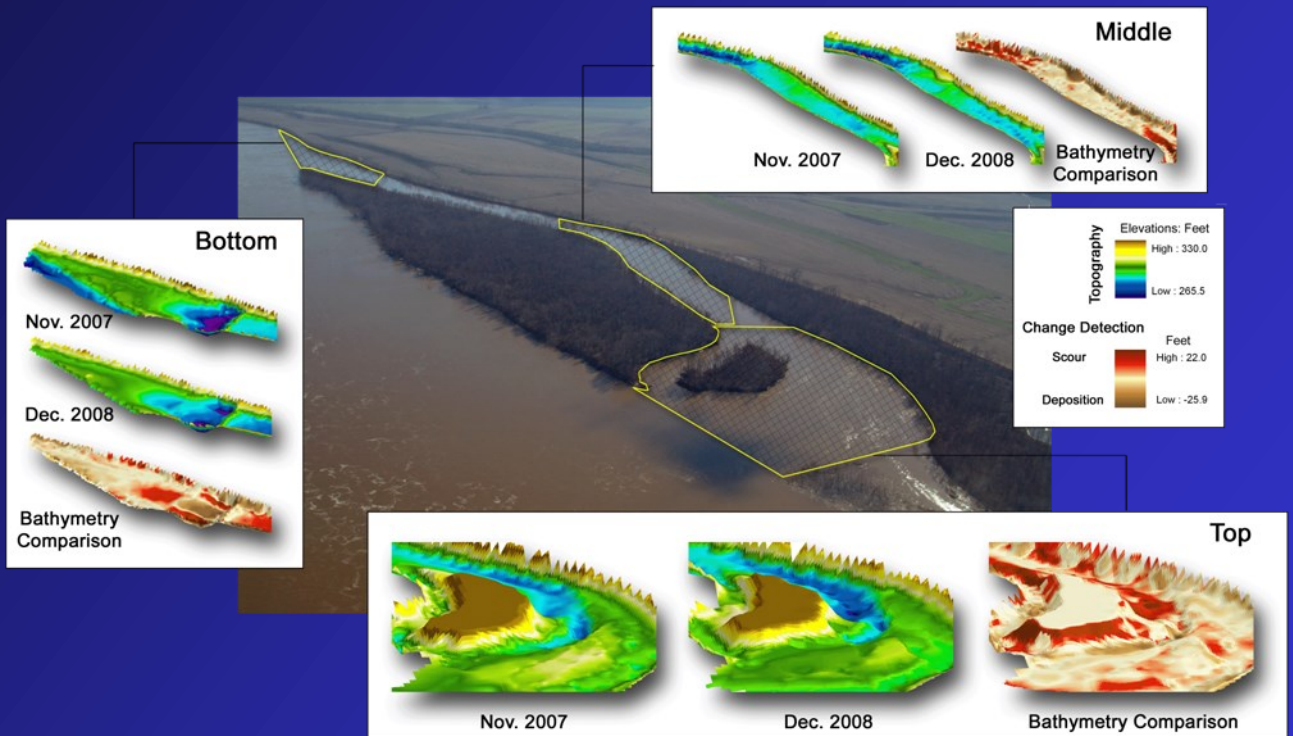 Middle
Nov. 2007
Dec. 2008
Bathymetry
Comparison
Bottom
Nov. 2007
Dec. 2008
Bathymetry
Comparison
Topography
Elevations: Feet
High : 330.0
Low : 265.5
Change Detection
Feet
Scour
High : 22.0
Deposition
Low : -25.9
Top
Nov. 2007
Dec. 2008
Bathymetry Comparison